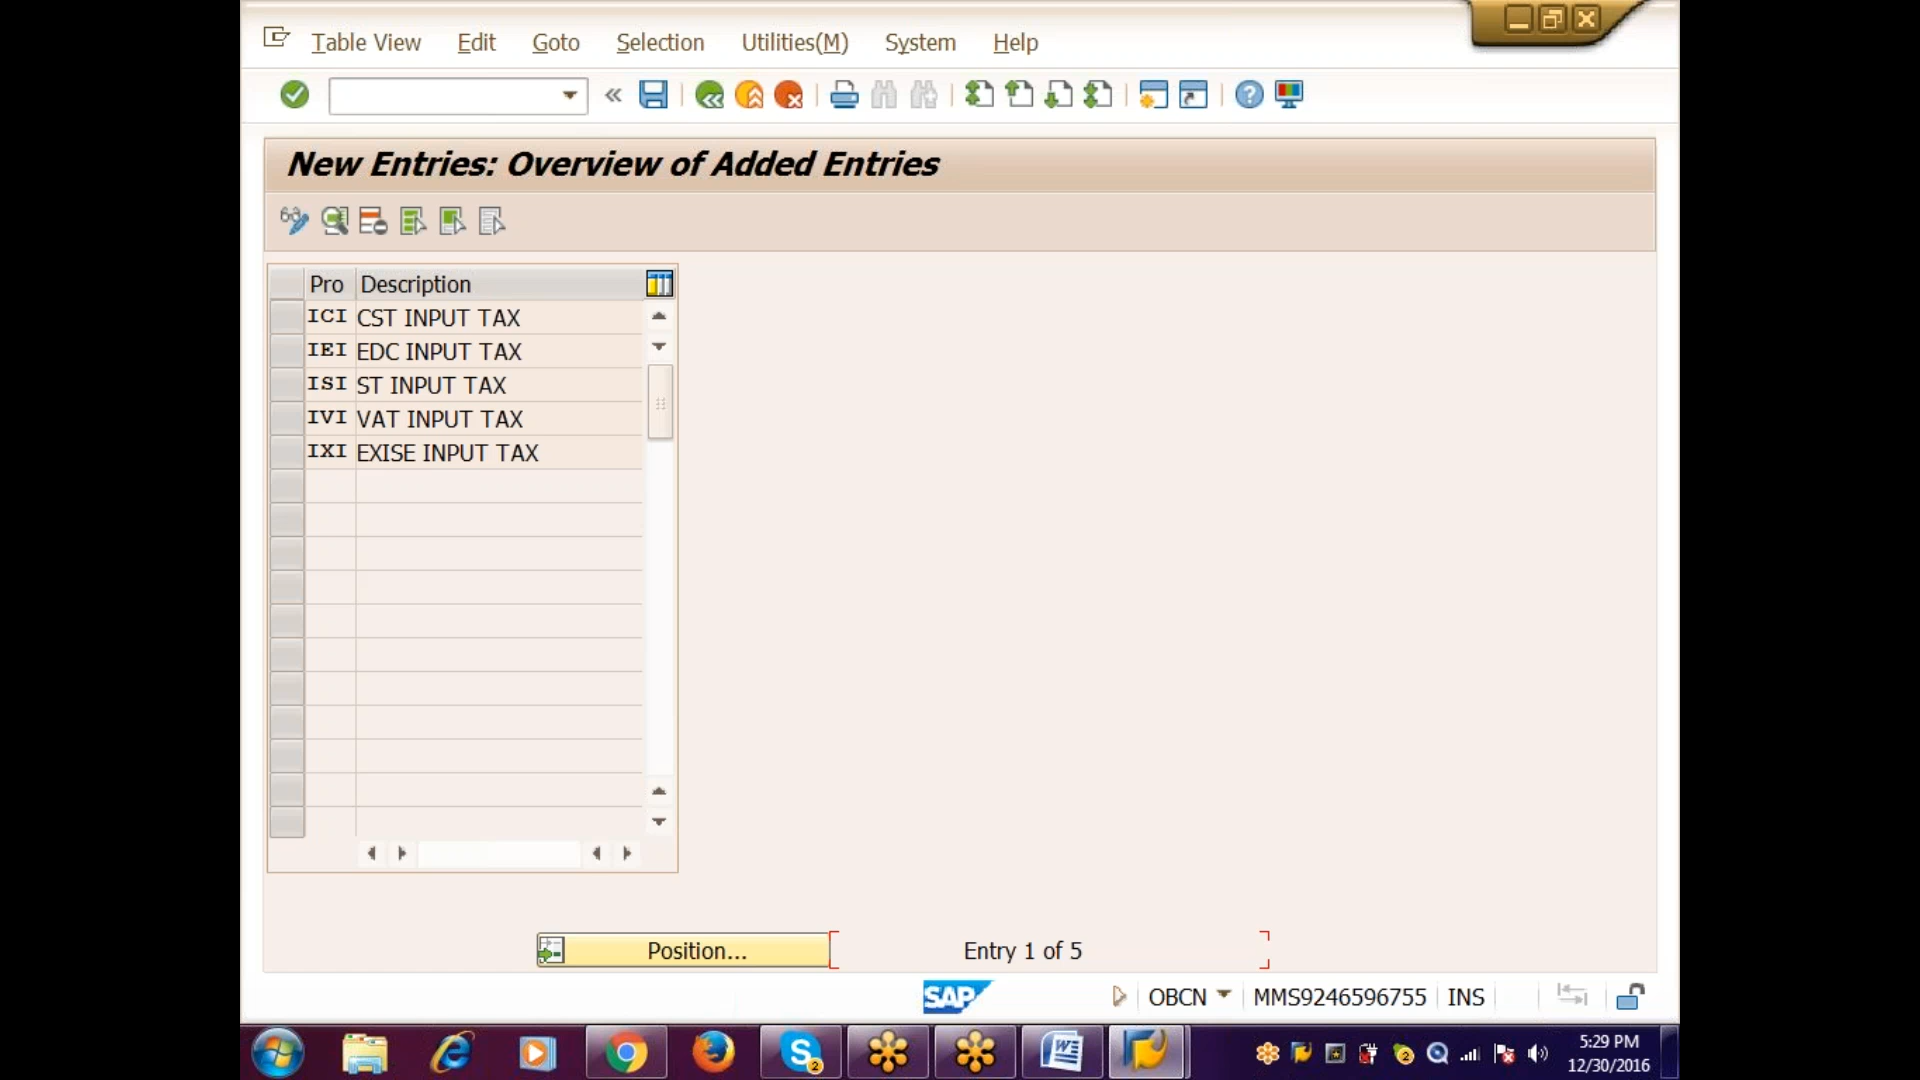 Table View Edit Goto Selection Utilities(M) System Help
New Entries: Overview of Added Entries
Pro Description
ICI CST INPUT TAX
IEI EDC INPUT TAX
ISI ST INPUT TAX
IVI VAT INPUT TAX
IXI EXISE INPUT TAX
Position... Entry 1 of 5
SAP OBCN MMS9246596755 INS
5:29 PM
12/30/2016